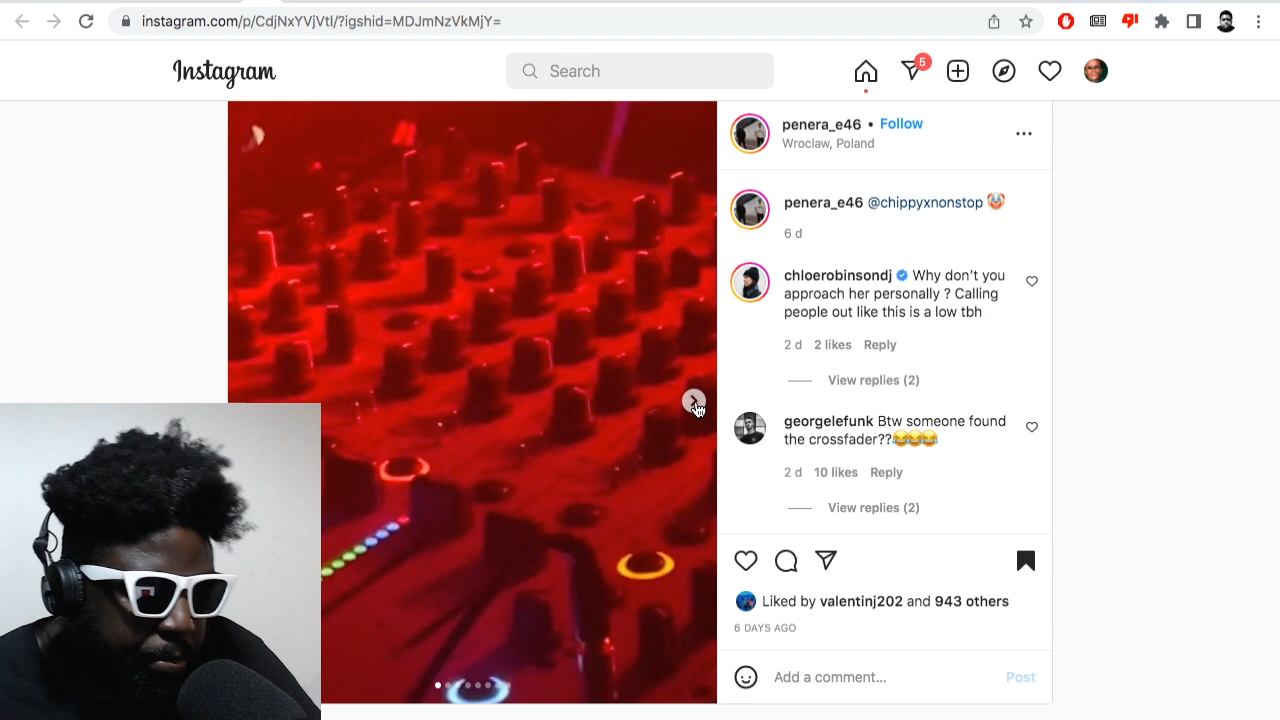 instagram.com/p/CdjNxYVjVtl/?igshid=MDJmNzVkMjY=
Instagram
Search
5
penera_e46 • Follow
Wroclaw, Poland
penera_e46 @chippyxnonstop 🤡
6 d
chloerobinsondj Why don't you
approach her personally ? Calling
people out like this is a low tbh
2 d 2 likes Reply
View replies (2)
georgelefunk Btw someone found
the crossfader??😂😂😂
2 d 10 likes Reply
View replies (2)
Liked by valentinj202 and 943 others
6 DAYS AGO
Add a comment...
Post